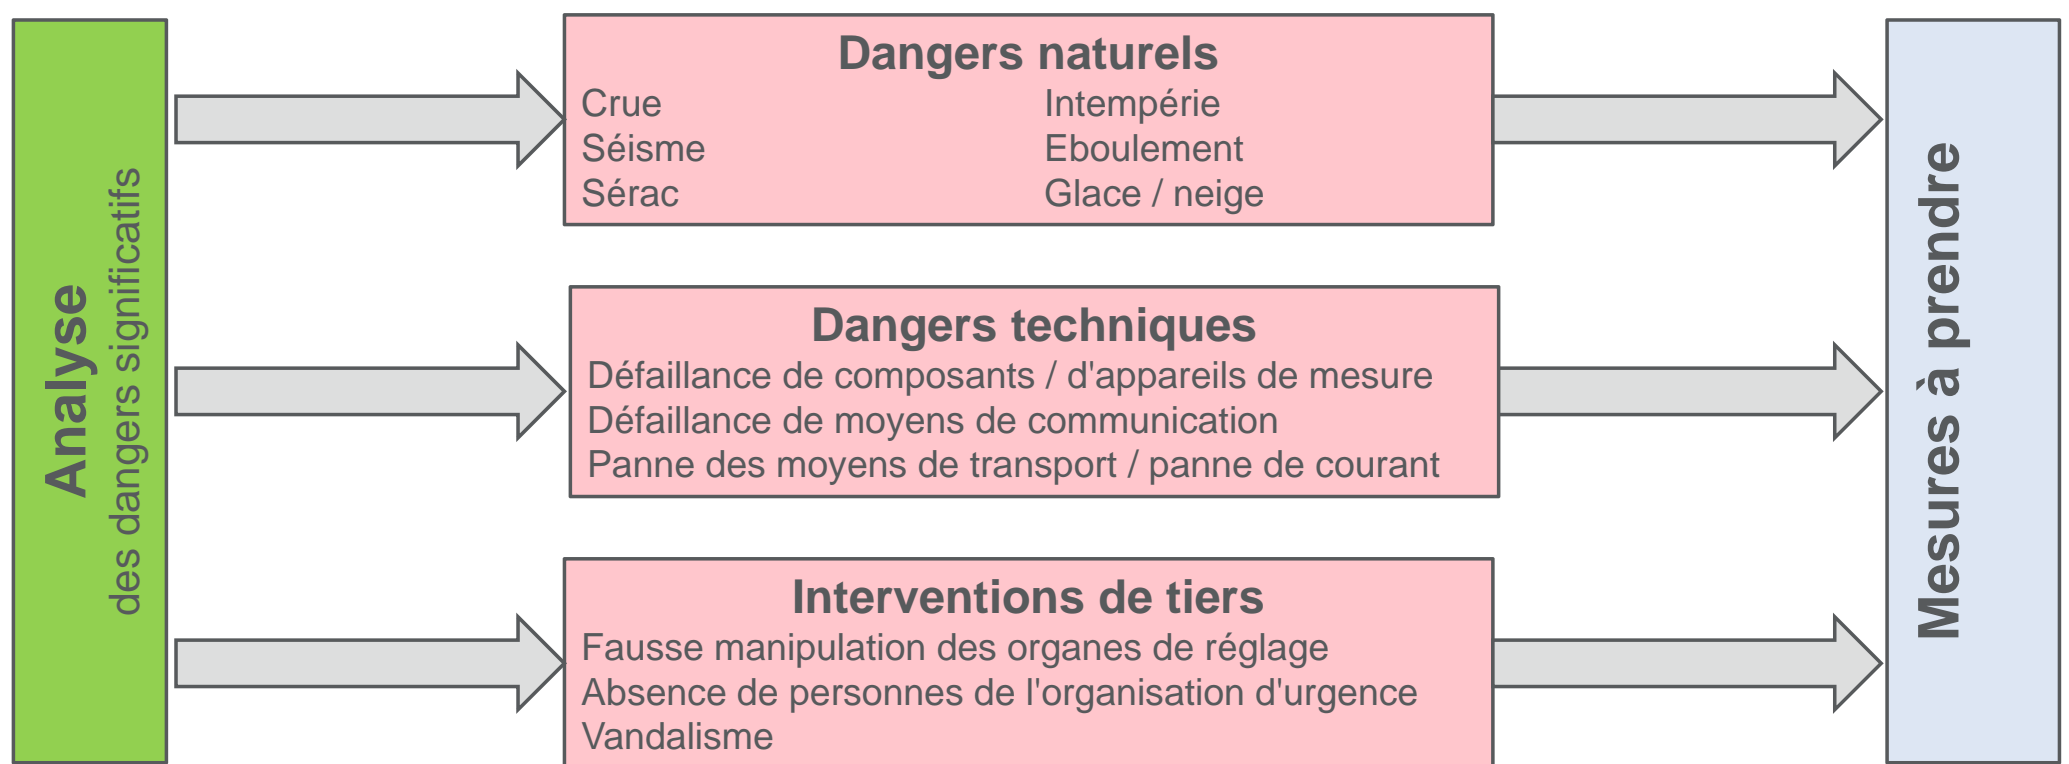 Analyse
des dangers significatifs
Dangers naturels
Crue
Séisme
Sérac
Intempérie
Eboulement
Glace / neige
Dangers techniques
Défaillance de composants / d'appareils de mesure
Défaillance de moyens de communication
Panne des moyens de transport / panne de courant
Interventions de tiers
Fausse manipulation des organes de réglage
Absence de personnes de l'organisation d'urgence
Vandalisme
Mesures à prendre